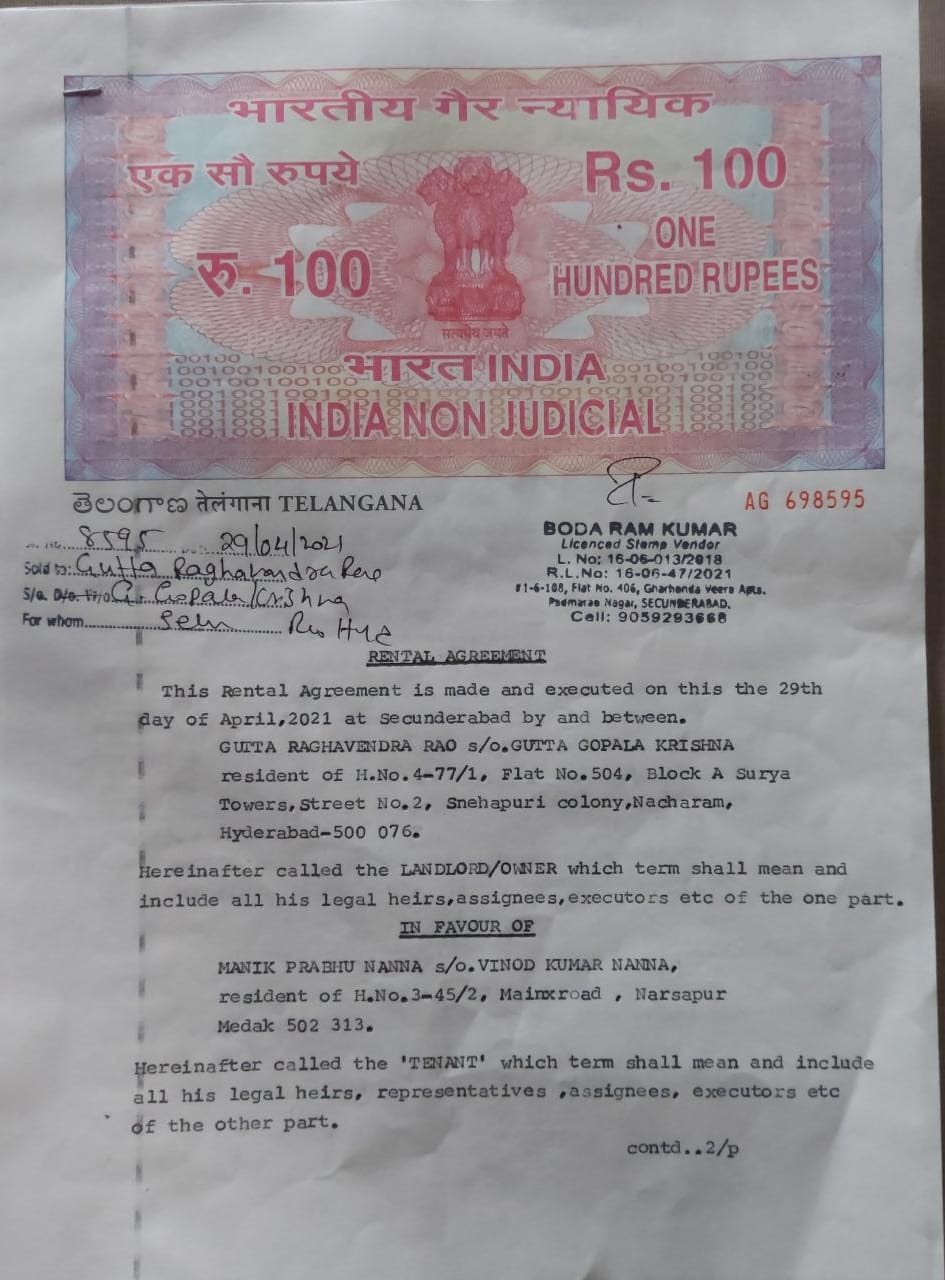 भारतीय गैर न्यायिक
एक सौ रुपये
Rs. 100
रु. 100
ONE
HUNDRED RUPEES
सत्यमेव जयते
भारत INDIA
INDIA NON JUDICIAL
తెలంగాణ तेलंगाना TELANGANA
AG 698595
8595 29/04/2021
Sold to: Gutta Raghavandra Rao
S/o. D/o. W/o G. Gopala Krishna
For whom Self R/o Hyd
BODA RAM KUMAR
Licenced Stamp Vendor
L. No: 16-06-013/2018
R.L.No: 16-06-47/2021
#1-6-108, Flat No. 406, Gharhonda Veera Apts.
Padmarao Nagar, SECUNDERABAD.
Cell: 9059293668
RENTAL AGREEMENT
This Rental Agreement is made and executed on this the 29th
day of April,2021 at Secunderabad by and between.
GUTTA RAGHAVENDRA RAO s/o.GUTTA GOPALA KRISHNA
resident of H.No.4-77/1, Flat No.504, Block A Surya
Towers,Street No.2, Snehapuri colony,Nacharam,
Hyderabad-500 076.
Hereinafter called the LANDLORD/OWNER which term shall mean and
include all his legal heirs,assignees,executors etc of the one part.
IN FAVOUR OF
MANIK PRABHU NANNA s/o.VINOD KUMAR NANNA,
resident of H.No.3-45/2, Mainxroad , Narsapur
Medak 502 313.
Hereinafter called the 'TENANT' which term shall mean and include
all his legal heirs, representatives ,assignees, executors etc
of the other part.
contd..2/p